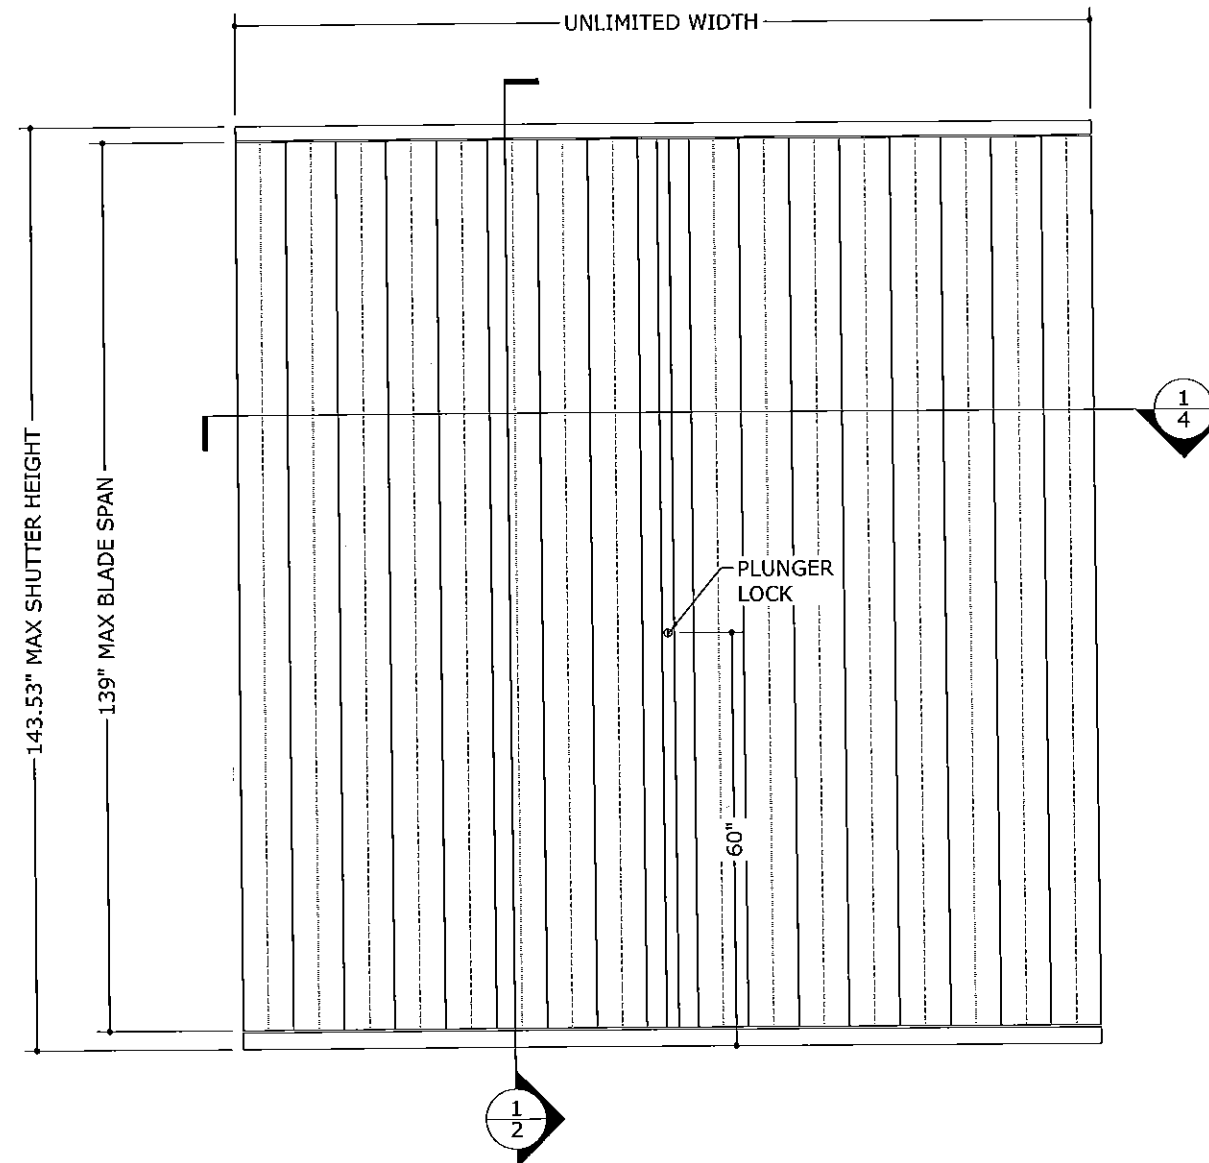 UNLIMITED WIDTH
143.53" MAX SHUTTER HEIGHT
139" MAX BLADE SPAN
1
4
PLUNGER
LOCK
60"
1
2